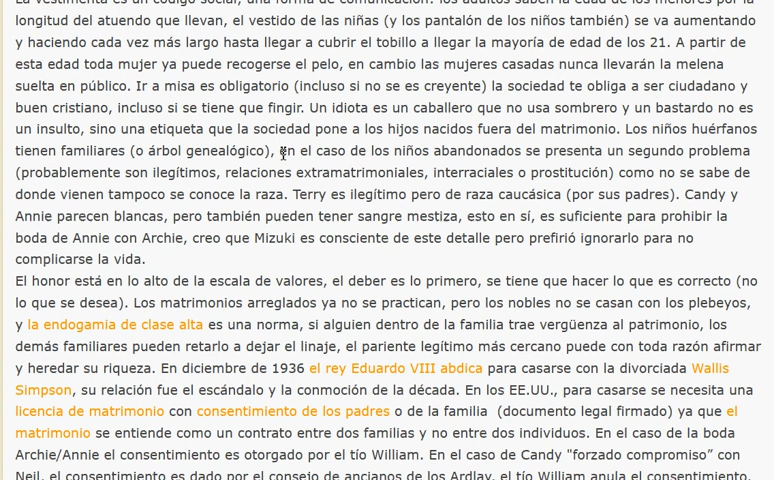 La vestimenta es un código social, una forma de comunicación: los adultos saben la edad de los menores por la
longitud del atuendo que llevan, el vestido de las niñas (y los pantalón de los niños también) se va aumentando
y haciendo cada vez más largo hasta llegar a cubrir el tobillo a llegar la mayoría de edad de los 21. A partir de
esta edad toda mujer ya puede recogerse el pelo, en cambio las mujeres casadas nunca llevarán la melena
suelta en público. Ir a misa es obligatorio (incluso si no se es creyente) la sociedad te obliga a ser ciudadano y
buen cristiano, incluso si se tiene que fingir. Un idiota es un caballero que no usa sombrero y un bastardo no es
un insulto, sino una etiqueta que la sociedad pone a los hijos nacidos fuera del matrimonio. Los niños huérfanos
tienen familiares (o árbol genealógico), en el caso de los niños abandonados se presenta un segundo problema
(probablemente son ilegítimos, relaciones extramatrimoniales, interraciales o prostitución) como no se sabe de
donde vienen tampoco se conoce la raza. Terry es ilegítimo pero de raza caucásica (por sus padres). Candy y
Annie parecen blancas, pero también pueden tener sangre mestiza, esto en sí, es suficiente para prohibir la
boda de Annie con Archie, creo que Mizuki es consciente de este detalle pero prefirió ignorarlo para no
complicarse la vida.
El honor está en lo alto de la escala de valores, el deber es lo primero, se tiene que hacer lo que es correcto (no
lo que se desea). Los matrimonios arreglados ya no se practican, pero los nobles no se casan con los plebeyos,
y la endogamia de clase alta es una norma, si alguien dentro de la familia trae vergüenza al patrimonio, los
demás familiares pueden retarlo a dejar el linaje, el pariente legítimo más cercano puede con toda razón afirmar
y heredar su riqueza. En diciembre de 1936 el rey Eduardo VIII abdica para casarse con la divorciada Wallis
Simpson, su relación fue el escándalo y la conmoción de la década. En los EE.UU., para casarse se necesita una
licencia de matrimonio con consentimiento de los padres o de la familia (documento legal firmado) ya que el
matrimonio se entiende como un contrato entre dos familias y no entre dos individuos. En el caso de la boda
Archie/Annie el consentimiento es otorgado por el tío William. En el caso de Candy "forzado compromiso” con
Neil, el consentimiento es dado por el consejo de ancianos de los Ardlay, el tío William anula el consentimiento.